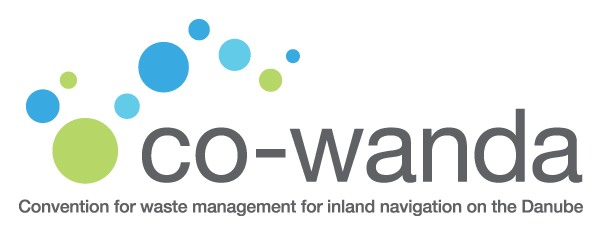 co-wanda
Convention for waste management for inland navigation on the Danube